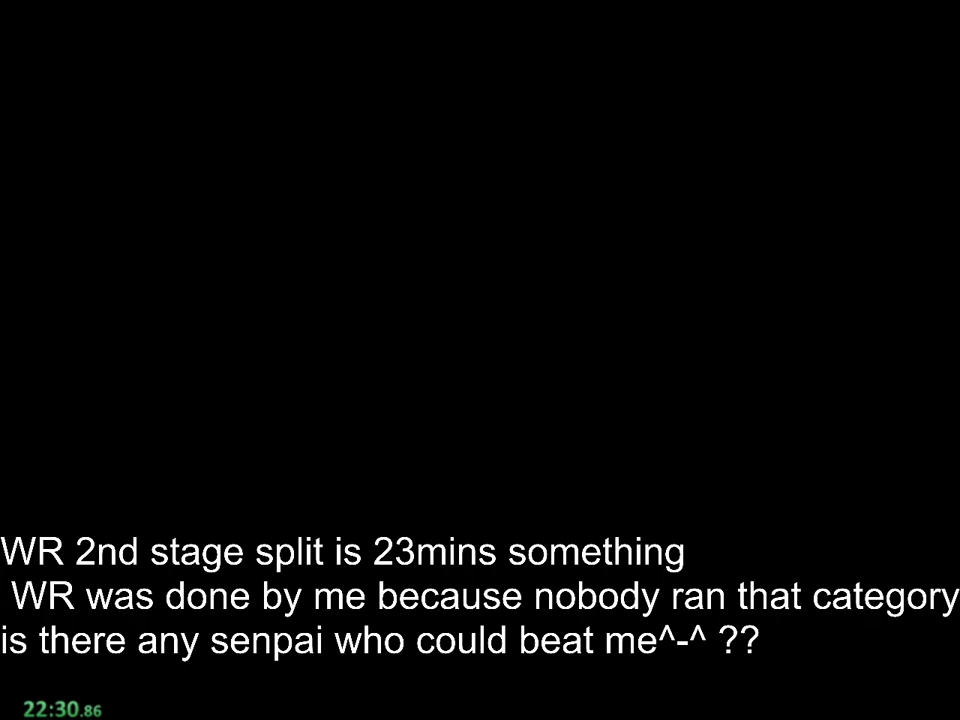 WR 2nd stage split is 23mins something
WR was done by me because nobody ran that category
is there any senpai who could beat me^-^ ??
22:30.86